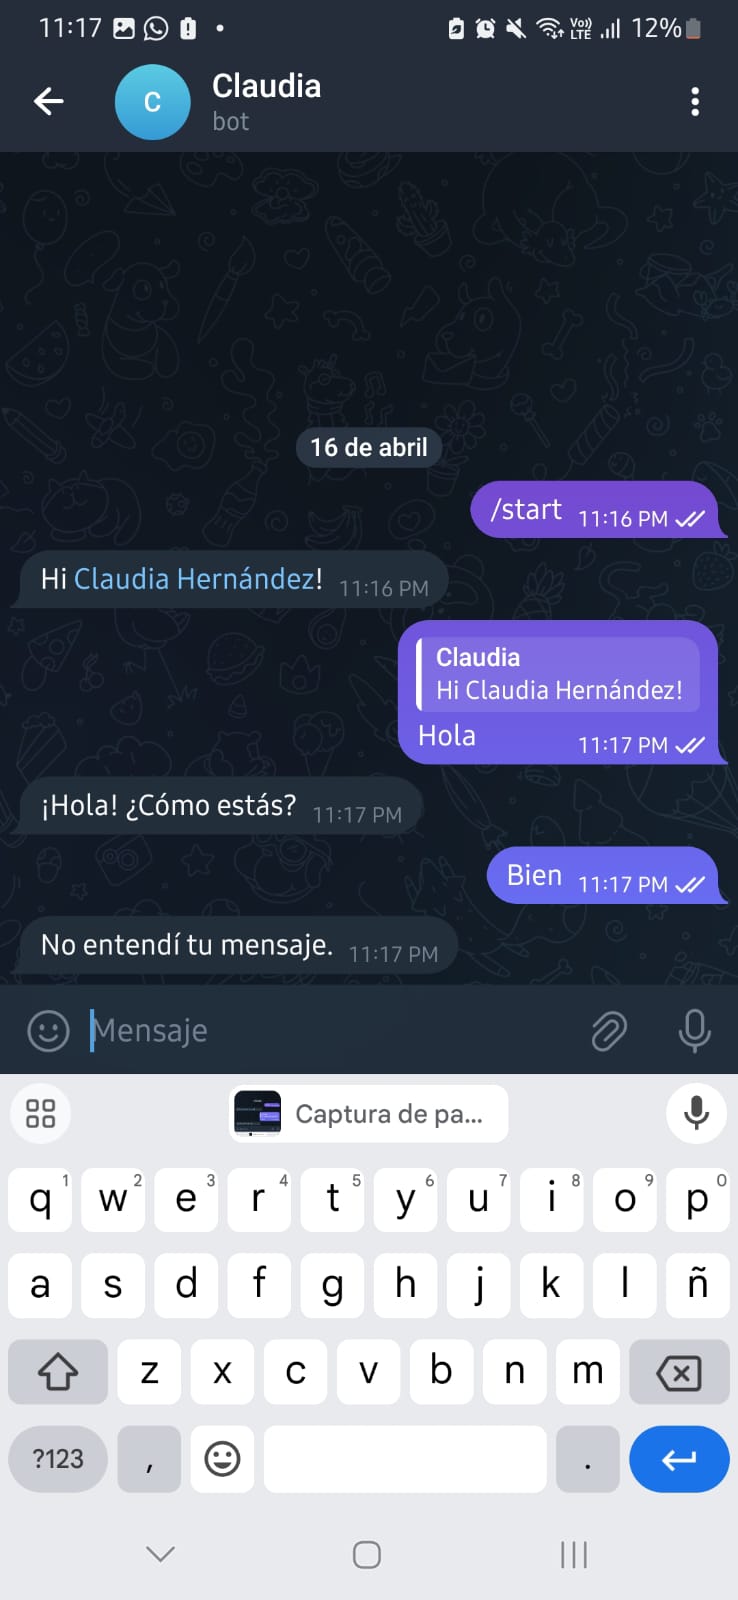 11:17 12%
C
Claudia
bot
16 de abril
/start 11:16 PM
Hi Claudia Hernández! 11:16 PM
Claudia
Hi Claudia Hernández!
Hola 11:17 PM
¡Hola! ¿Cómo estás? 11:17 PM
Bien 11:17 PM
No entendí tu mensaje. 11:17 PM
Mensaje
Captura de pa...
q 1 w 2 e 3 r 4 t 5 y 6 u 7 i 8 o 9 p 0
a s d f g h j k l ñ
z x c v b n m
?123 , .